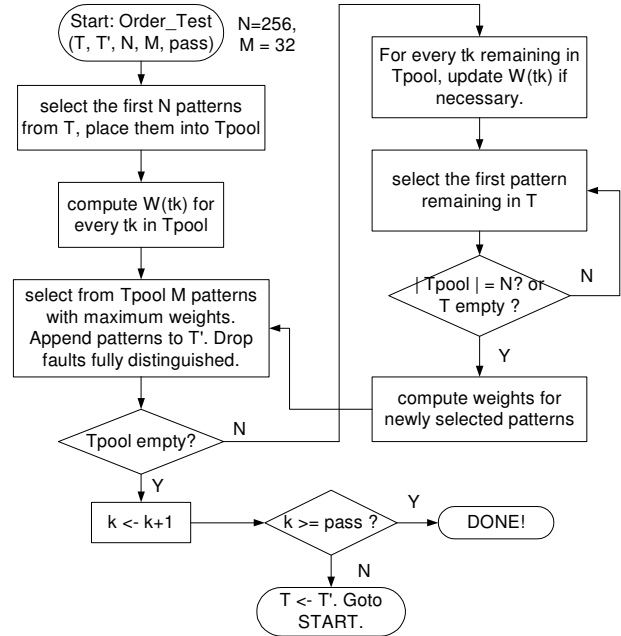 Start: Order_Test
(T, T', N, M, pass)
N=256,
M = 32
select the first N patterns
from T, place them into Tpool
compute W(tk) for
every tk in Tpool
select from Tpool M patterns
with maximum weights.
Append patterns to T'. Drop
faults fully distinguished.
Tpool empty?
N
Y
For every tk remaining in
Tpool, update W(tk) if
necessary.
select the first pattern
remaining in T
| Tpool | = N? or
T empty ?
N
Y
compute weights for
newly selected patterns
k <- k+1
k >= pass ?
Y
DONE!
N
T <- T'. Goto
START.